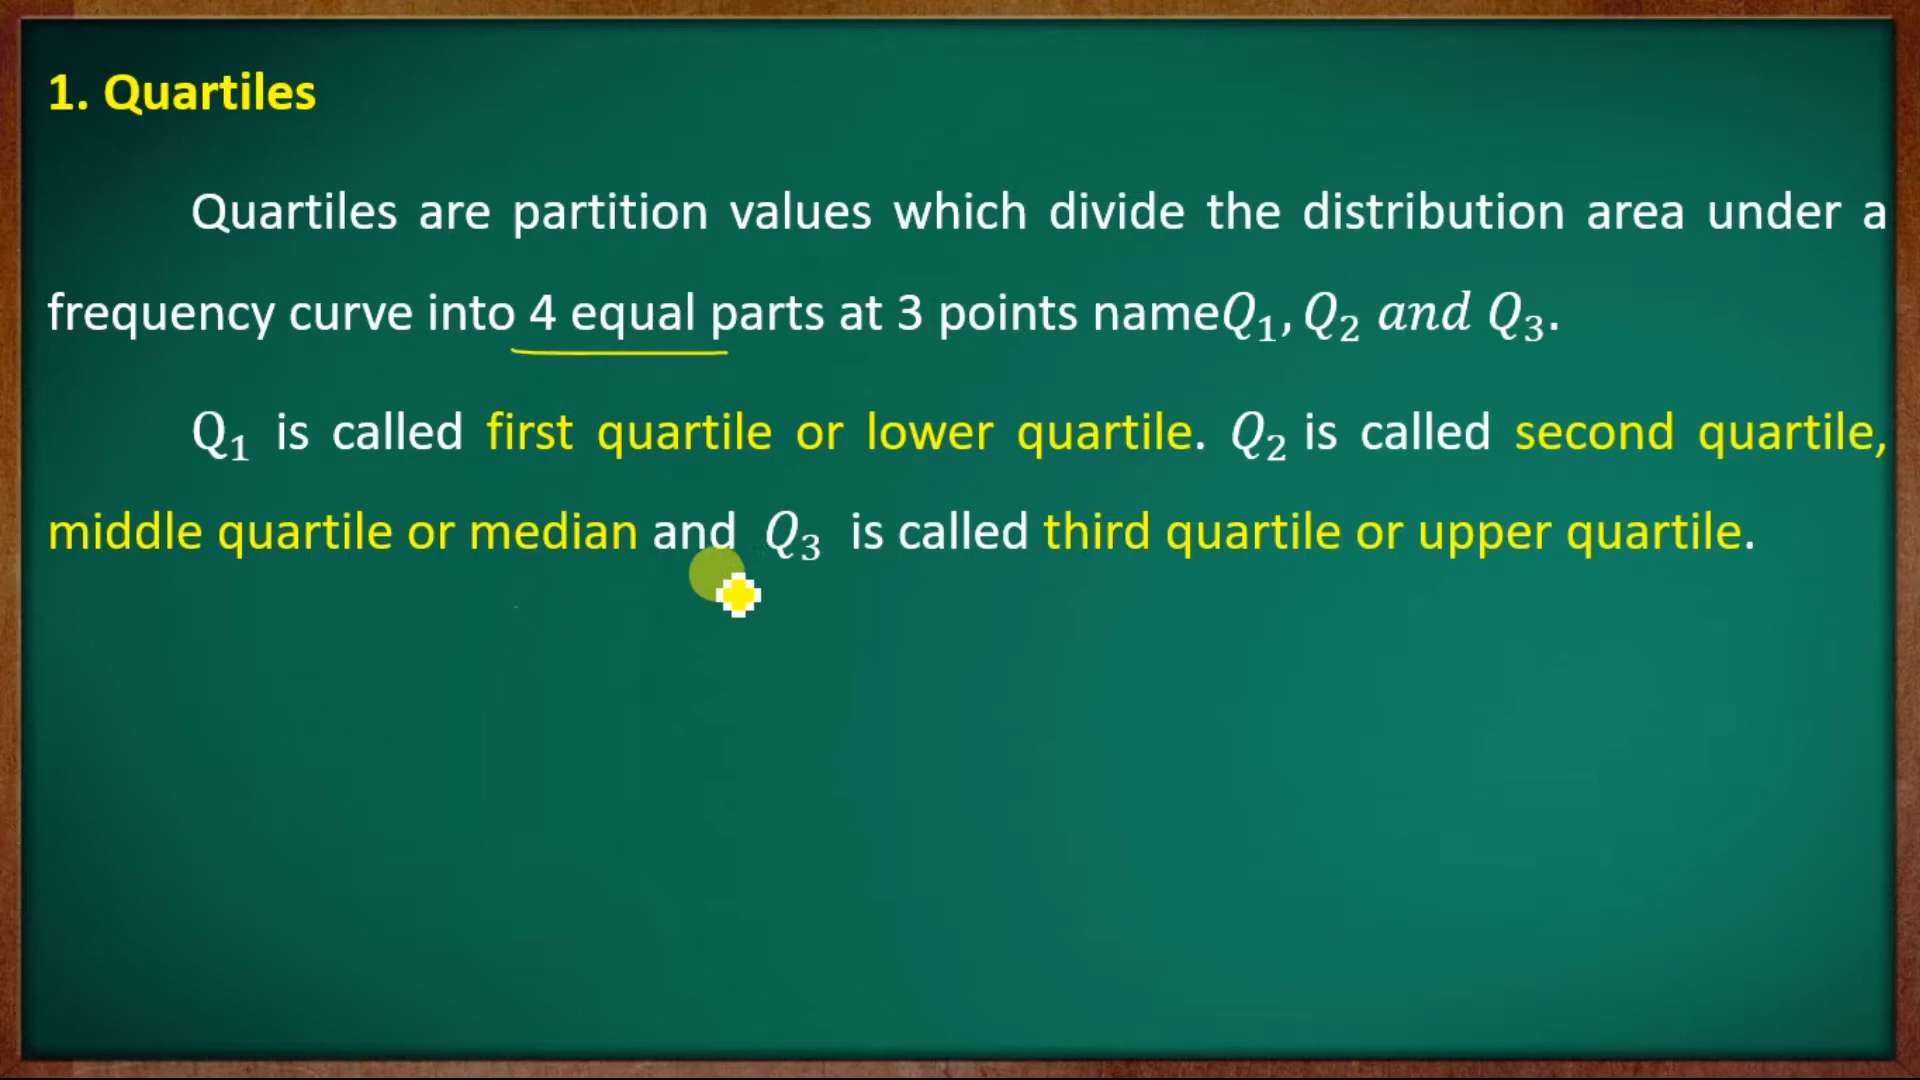 1. Quartiles
Quartiles are partition values which divide the distribution area under a
frequency curve into 4 equal parts at 3 points nameQ₁, Q₂ and Q₃.
Q₁ is called first quartile or lower quartile. Q₂ is called second quartile,
middle quartile or median and Q₃ is called third quartile or upper quartile.